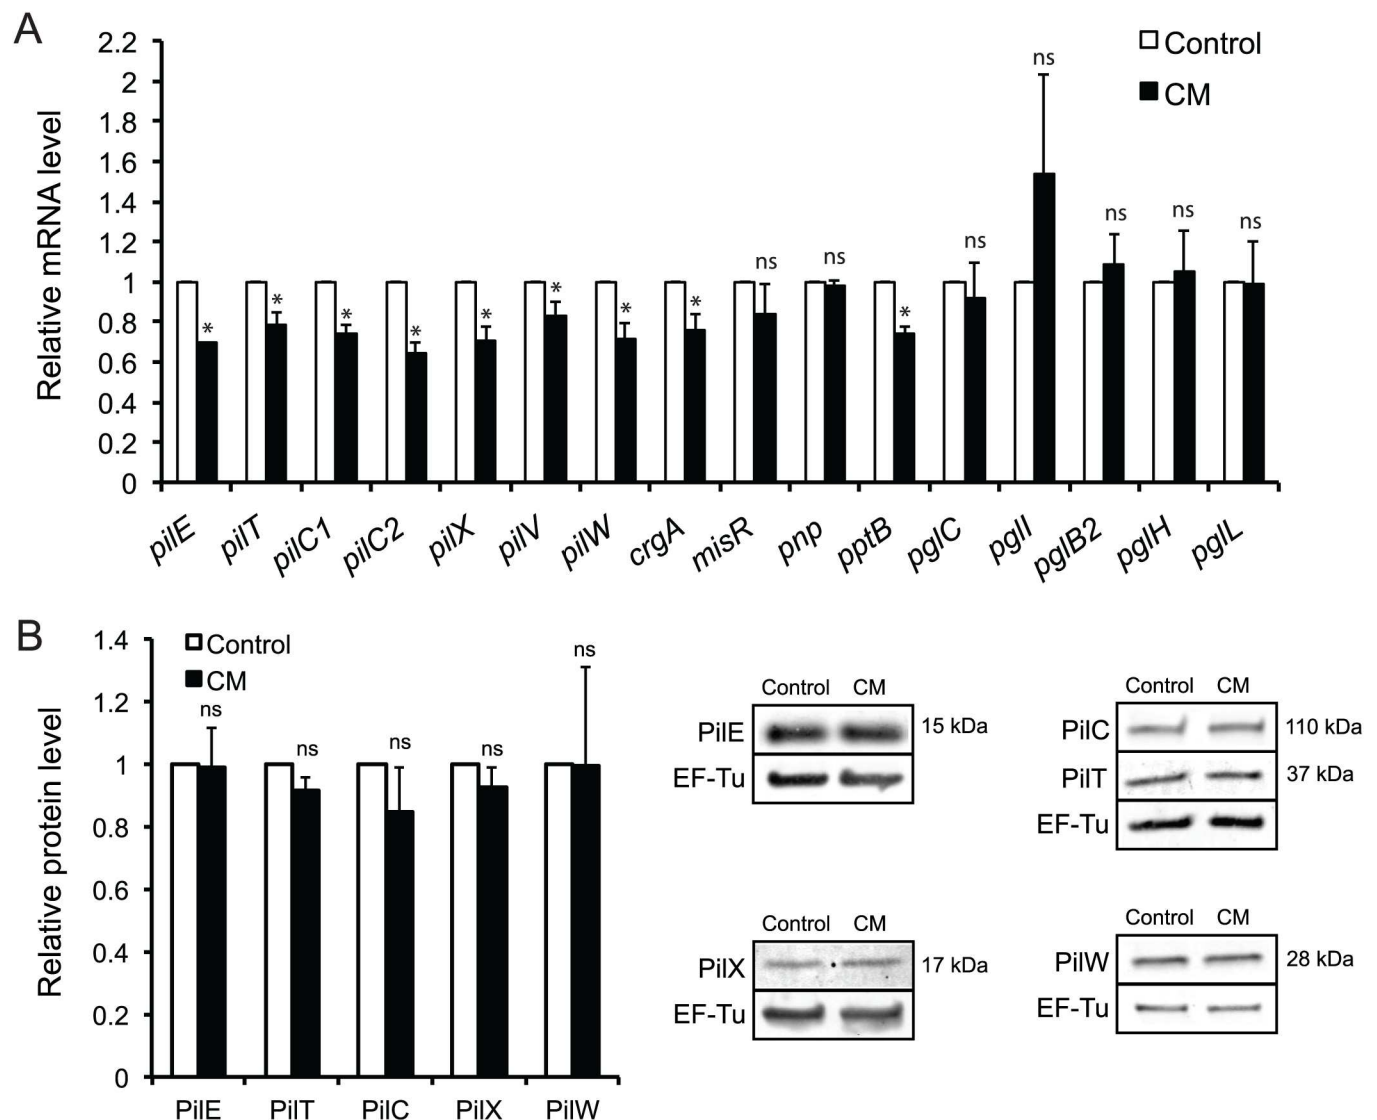 A
Relative mRNA level
2.2
2
1.8
1.6
1.4
1.2
1
0.8
0.6
0.4
0.2
0
Control
CM
* * * * * * * * ns ns * ns ns ns ns ns
pilE pilT pilC1 pilC2 pilX pilV pilW crgA misR pnp pptB pglC pglI pglB2 pglH pglL
B
Relative protein level
1.4
1.2
1
0.8
0.6
0.4
0.2
0
Control
CM
ns ns ns ns ns
PilE PilT PilC PilX PilW
Control CM
PilE 15 kDa
EF-Tu
Control CM
PilC 110 kDa
PilT 37 kDa
EF-Tu
Control CM
PilX 17 kDa
EF-Tu
Control CM
PilW 28 kDa
EF-Tu